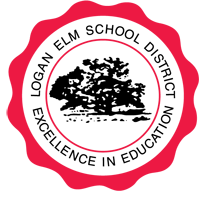 LOGAN ELM SCHOOL DISTRICT
EXCELLENCE IN EDUCATION